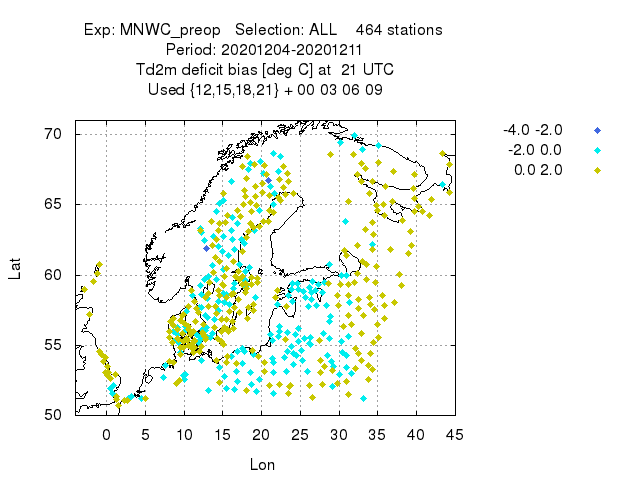 Exp: MNWC_preop   Selection: ALL    464 stations
Period: 20201204-20201211
Td2m deficit bias [deg C] at  21 UTC
Used {12,15,18,21} + 00 03 06 09
-4.0 -2.0
-2.0 0.0
0.0 2.0
70
65
60
55
50
Lat
0 5 10 15 20 25 30 35 40 45
Lon